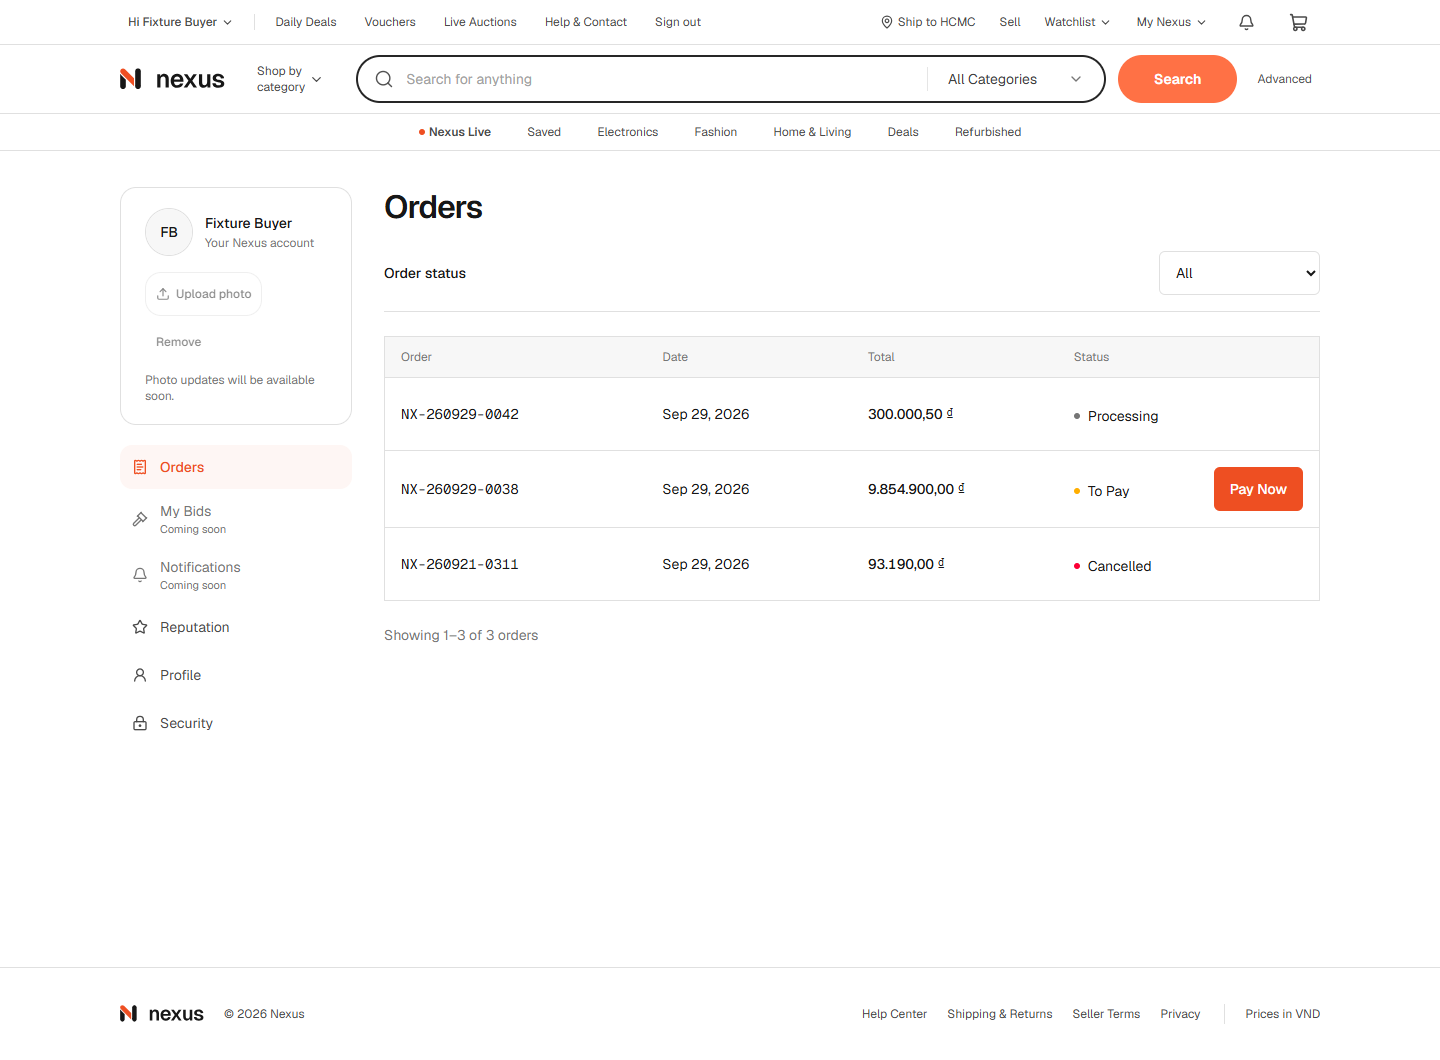 Hi Fixture Buyer
Daily Deals
Vouchers
Live Auctions
Help & Contact
Sign out
Ship to HCMC
Sell
Watchlist
My Nexus
nexus
Shop by
category
Search for anything
All Categories
Search
Advanced
Nexus Live
Saved
Electronics
Fashion
Home & Living
Deals
Refurbished
FB
Fixture Buyer
Your Nexus account
Upload photo
Remove
Photo updates will be available
soon.
Orders
My Bids
Coming soon
Notifications
Coming soon
Reputation
Profile
Security
Orders
Order status
All
Order Date Total Status
NX-260929-0042 Sep 29, 2026 300.000,50 ₫ Processing
NX-260929-0038 Sep 29, 2026 9.854.900,00 ₫ To Pay Pay Now
NX-260921-0311 Sep 29, 2026 93.190,00 ₫ Cancelled
Showing 1–3 of 3 orders
nexus
© 2026 Nexus
Help Center
Shipping & Returns
Seller Terms
Privacy
Prices in VND